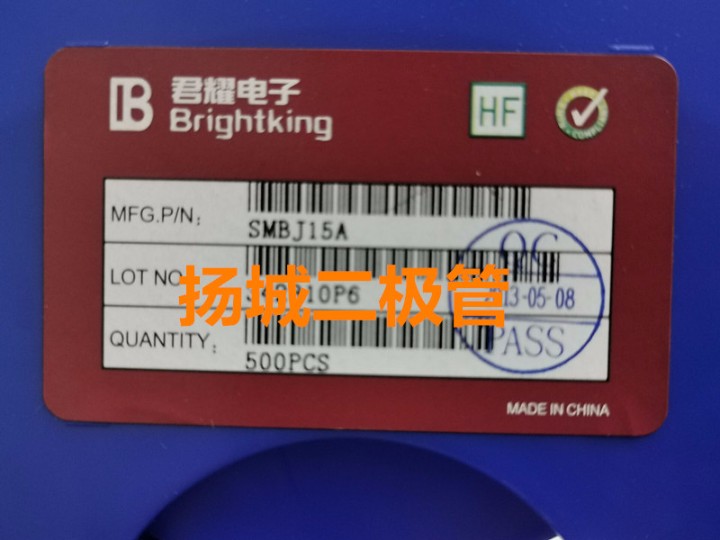 B
君耀电子
Brightking
HF
MFG.P/N:
SMBJ15A
LOT NO
扬城二极管
QUANTITY:
500PCS
QC
13-05-08
PASS
MADE IN CHINA